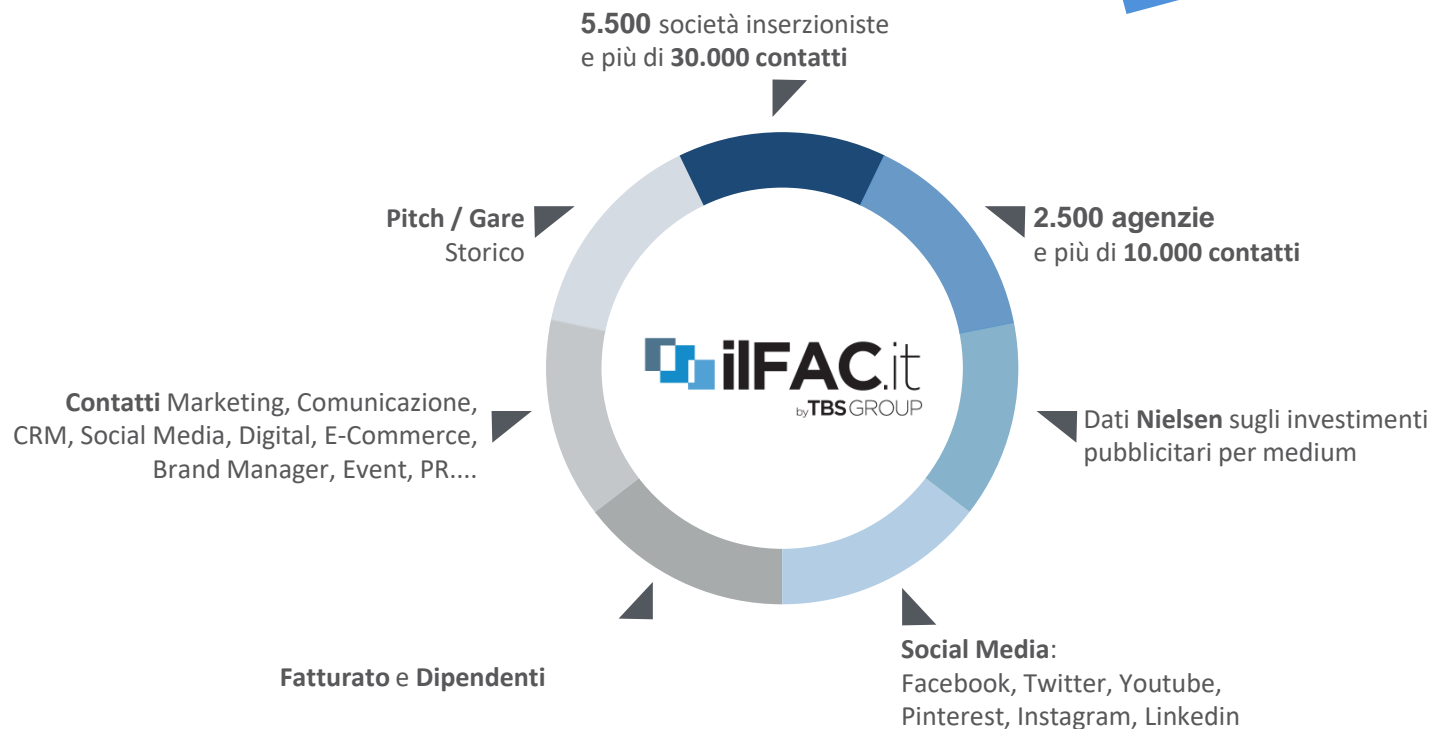 5.500 società inserzioniste
e più di 30.000 contatti
2.500 agenzie
e più di 10.000 contatti
Dati Nielsen sugli investimenti
pubblicitari per medium
Social Media:
Facebook, Twitter, Youtube,
Pinterest, Instagram, Linkedin
Fatturato e Dipendenti
Contatti Marketing, Comunicazione,
CRM, Social Media, Digital, E-Commerce,
Brand Manager, Event, PR....
Pitch / Gare
Storico
ilFAC.it
by TBS GROUP